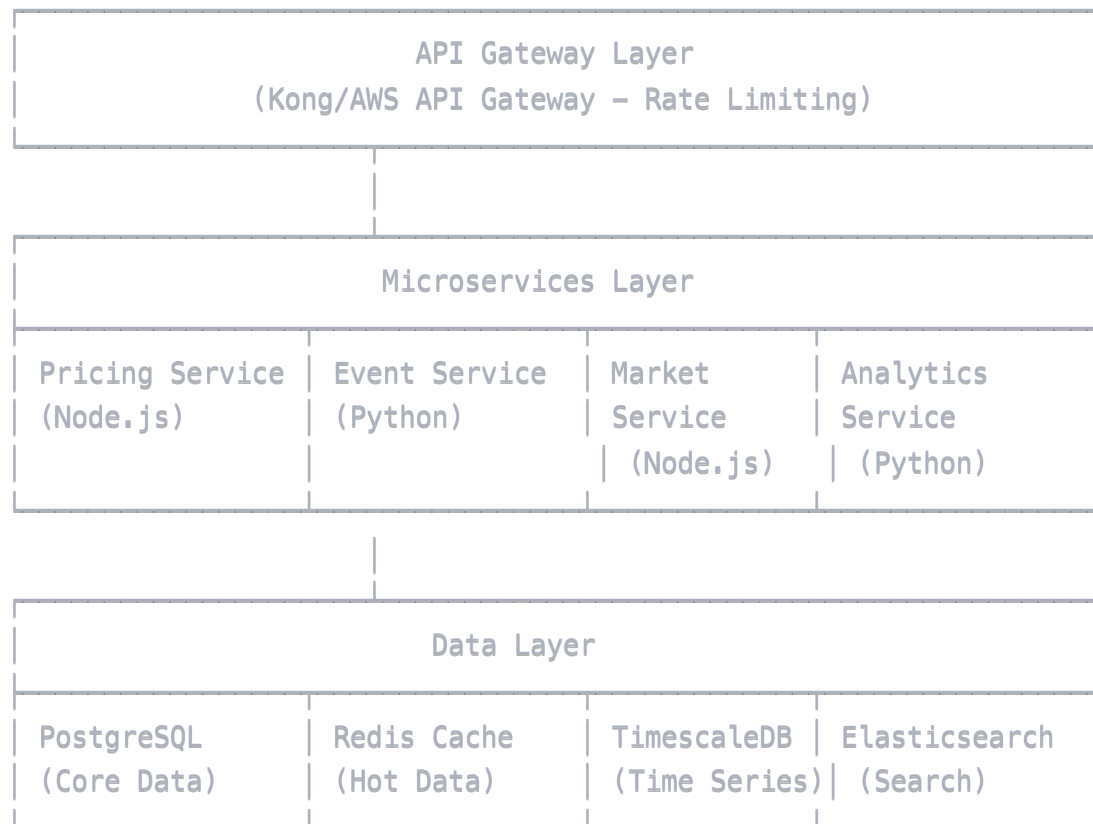 API Gateway Layer
(Kong/AWS API Gateway – Rate Limiting)
Microservices Layer
Pricing Service │ Event Service │ Market │ Analytics
(Node.js) │ (Python) │ Service │ Service
│ (Node.js) │ (Python)
Data Layer
PostgreSQL │ Redis Cache │ TimescaleDB │ Elasticsearch
(Core Data) │ (Hot Data) │ (Time Series)│ (Search)